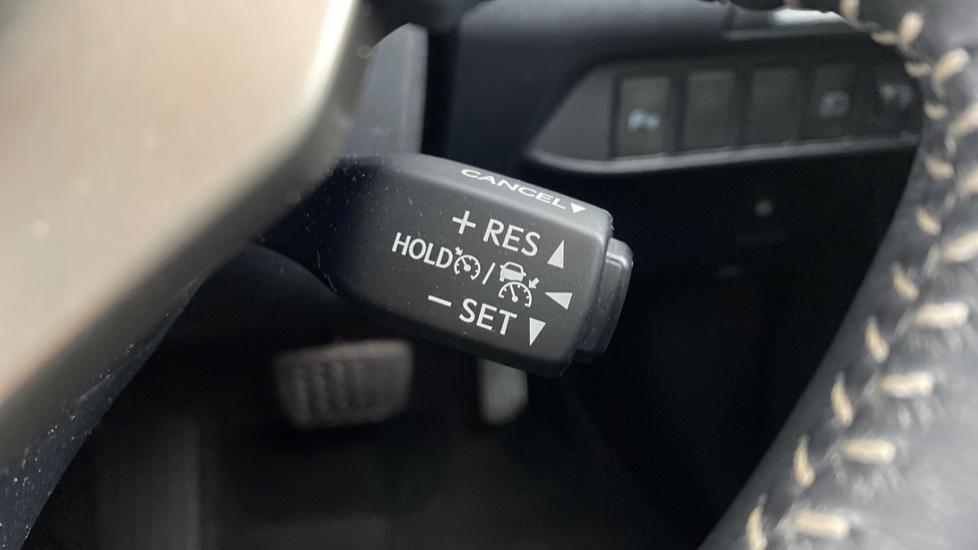 CANCEL▼
+ RES ▲
HOLD / ◀
− SET ▼